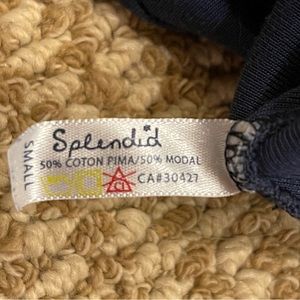 Splendid
50% COTON PIMA/50% MODAL
CA#30427
SMALL